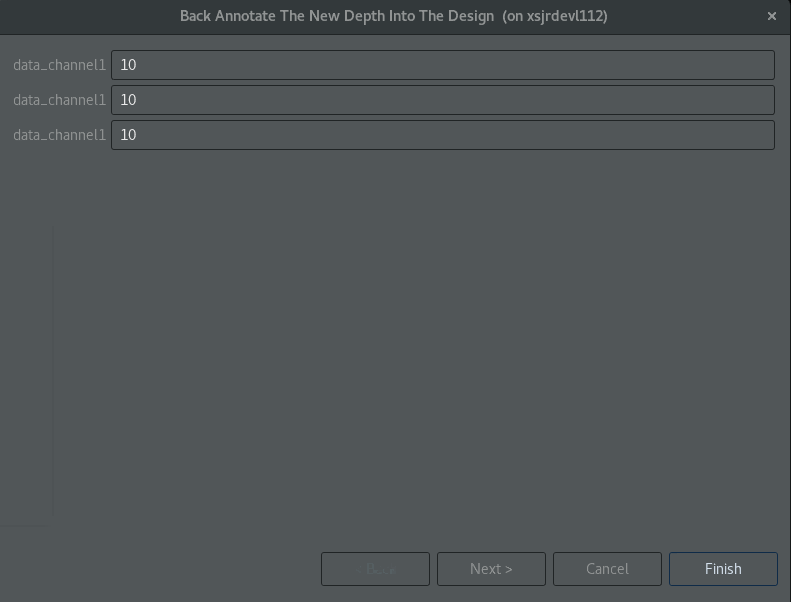 Back Annotate The New Depth Into The Design (on xsjrdevl112)
×
data_channel1 10
data_channel1 10
data_channel1 10
Next > Cancel Finish